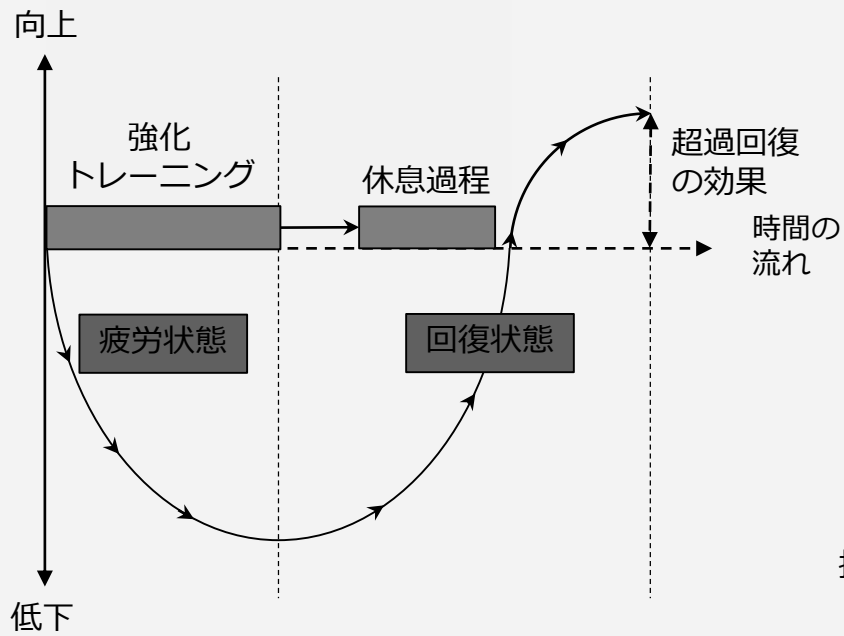 向上
強化
トレーニング
休息過程
超過回復
の効果
時間の
流れ
疲労状態
回復状態
低下